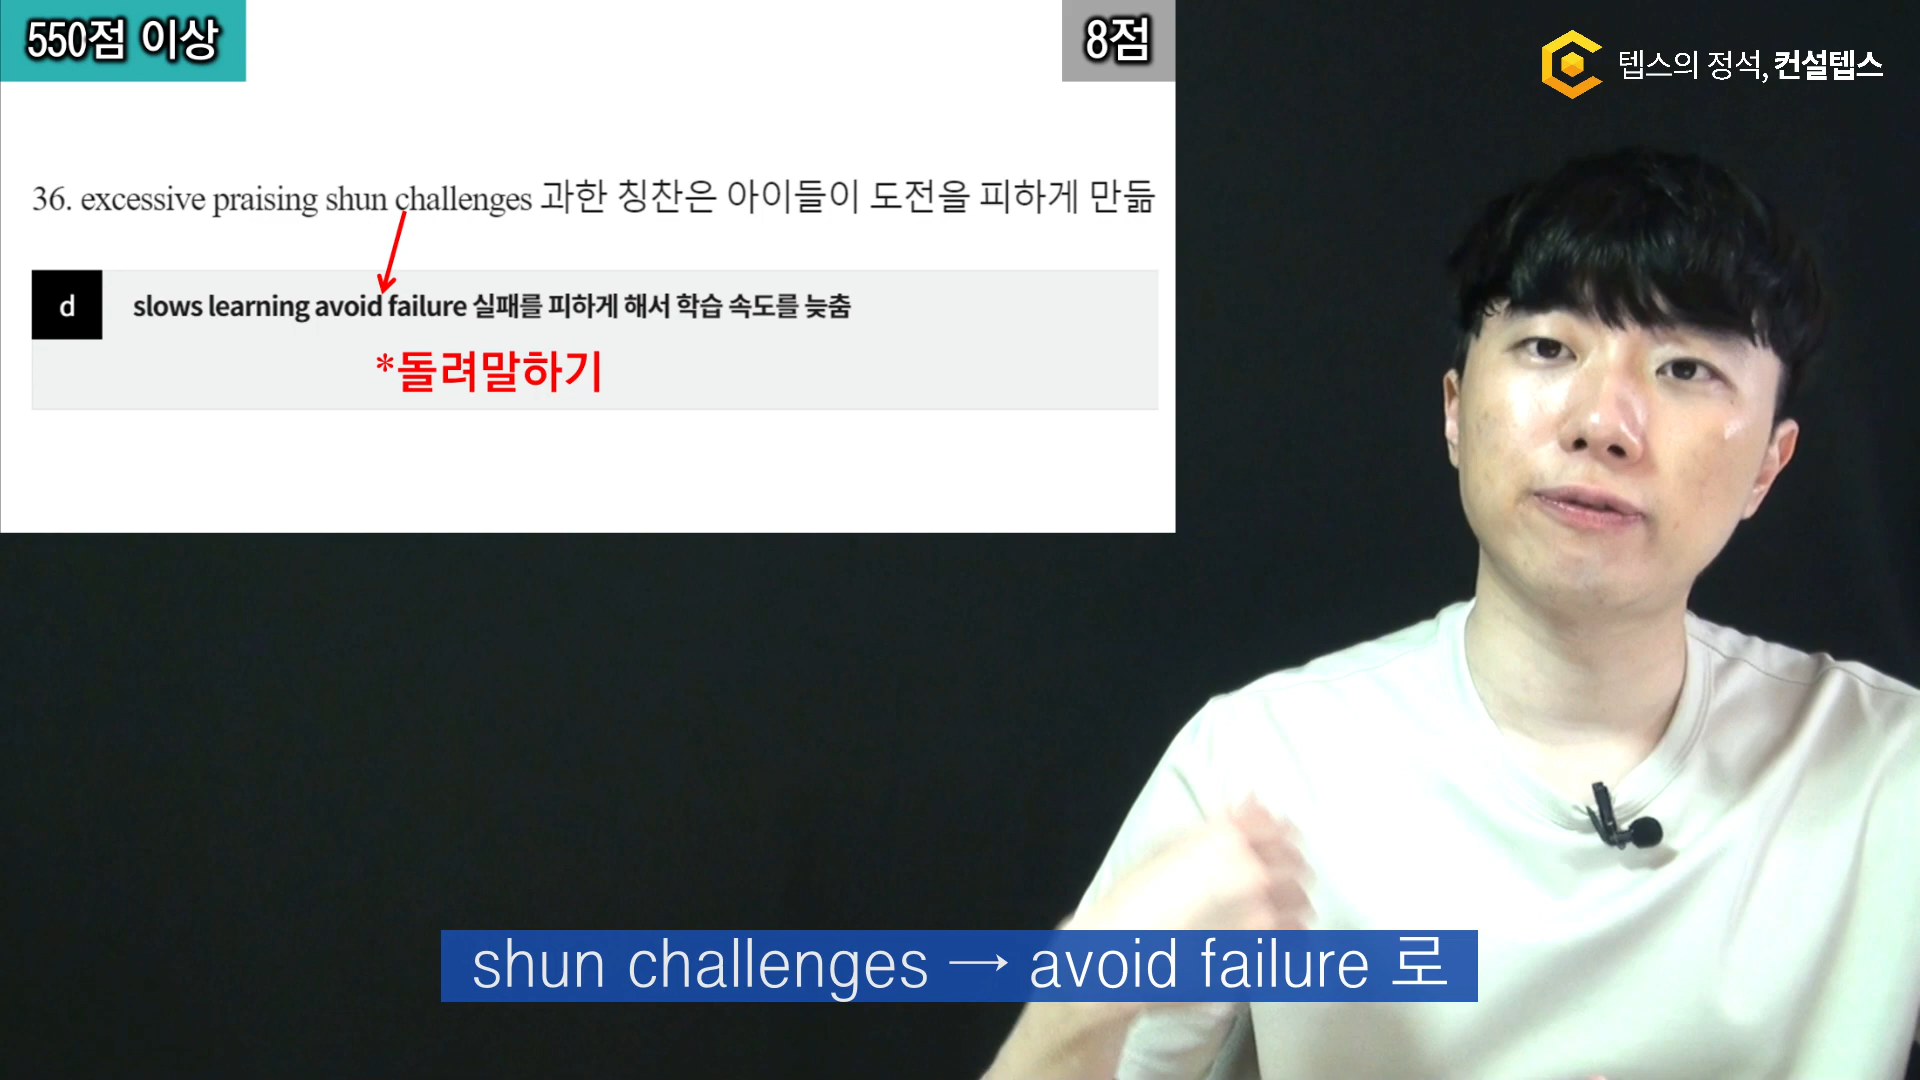 550점 이상
8점
텝스의 정석, 컨설텝스
36. excessive praising shun challenges 과한 칭찬은 아이들이 도전을 피하게 만듦
d
slows learning avoid failure 실패를 피하게 해서 학습 속도를 늦춤
*돌려말하기
shun challenges → avoid failure 로